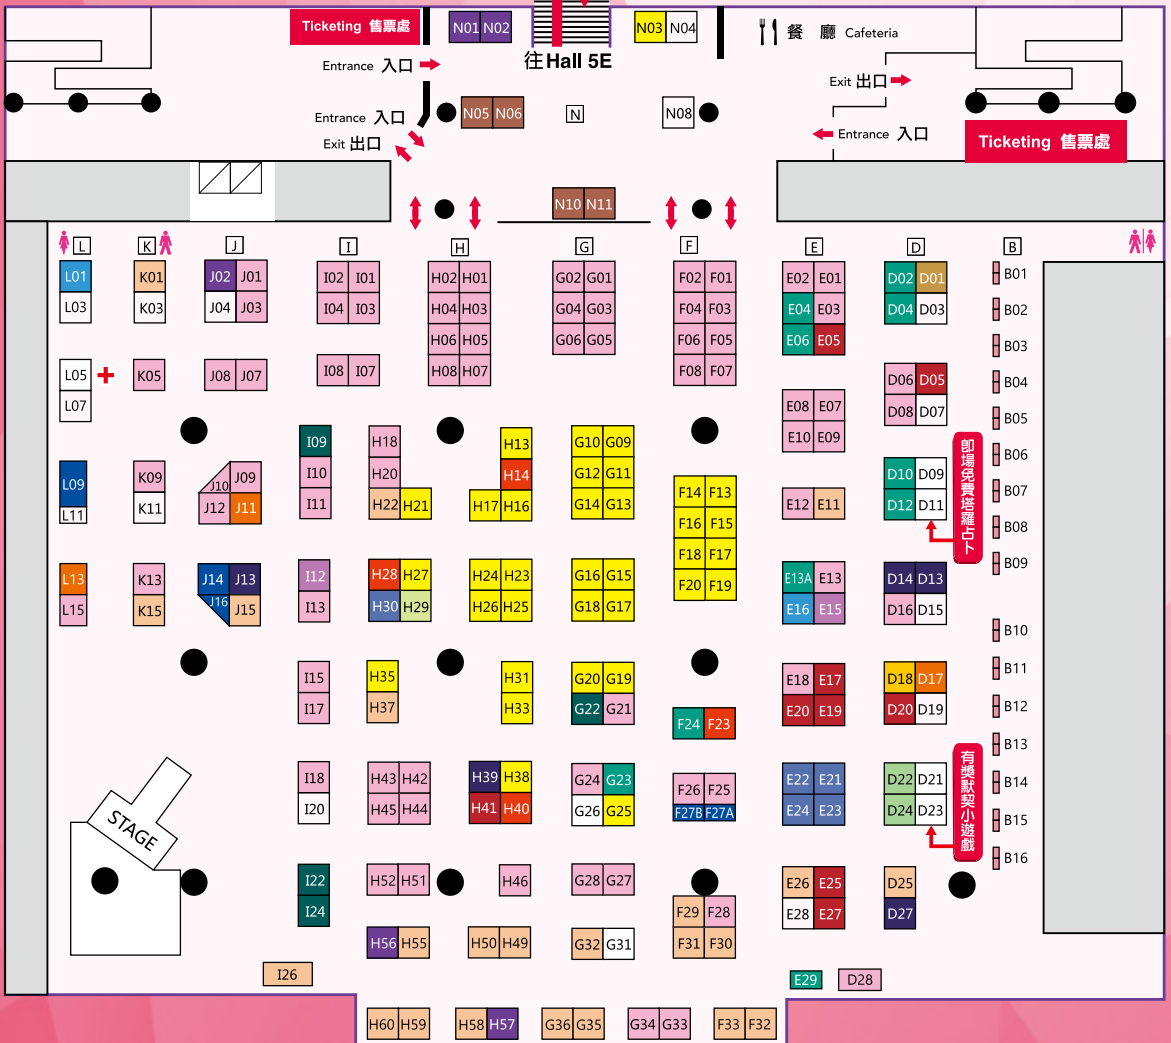 Ticketing 售票處
N01 N02
N03 N04
餐 廳 Cafeteria
往Hall 5E
Entrance 入口
Exit 出口
N05 N06
N
N08
Entrance 入口
Exit 出口
Entrance 入口
Ticketing 售票處
N10 N11
L K J I H G F E D B
L01 K01 J02 J01 I02 I01 H02 H01 G02 G01 F02 F01 E02 E01 D02 D01 B01
L03 K03 J04 J03 I04 I03 H04 H03 G04 G03 F04 F03 E04 E03 D04 D03 B02
H06 H05 G06 G05 F06 F05 E06 E05 B03
L05 K05 J08 J07 I08 I07 H08 H07 F08 F07 D06 D05 B04
L07 E08 E07 D08 D07 B05
I09 H18 H13 G10 G09 E10 E09 B06
L09 K09 J10 J09 I10 H20 H14 G12 G11 D10 D09
F14 F13 B07
L11 K11 J12 J11 I11 H22 H21 H17 H16 G14 G13 E12 E11 D12 D11
F16 F15 B08
即場免費塔羅占卜
F18 F17 B09
L13 K13 J14 J13 I12 H28 H27 H24 H23 G16 G15 F20 F19 E13A E13 D14 D13
L15 K15 J16 J15 I13 H30 H29 H26 H25 G18 G17 E16 E15 D16 D15
B10
I15 H35 H31 G20 G19 E18 E17 D18 D17 B11
I17 H37 H33 G22 G21 E20 E19 D20 D19 B12
F24 F23
B13
I18 H43 H42 H39 H38 G24 G23 F26 F25 E22 E21 D22 D21 B14
I20 H45 H44 H41 H40 G26 G25 F27B F27A E24 E23 D24 D23 B15
有獎默契小遊戲
STAGE
B16
I22 H52 H51 H46 G28 G27 E26 E25 D25
I24 F29 F28 E28 E27 D27
H56 H55 H50 H49 G32 G31 F31 F30
I26 E29 D28
H60 H59 H58 H57 G36 G35 G34 G33 F33 F32